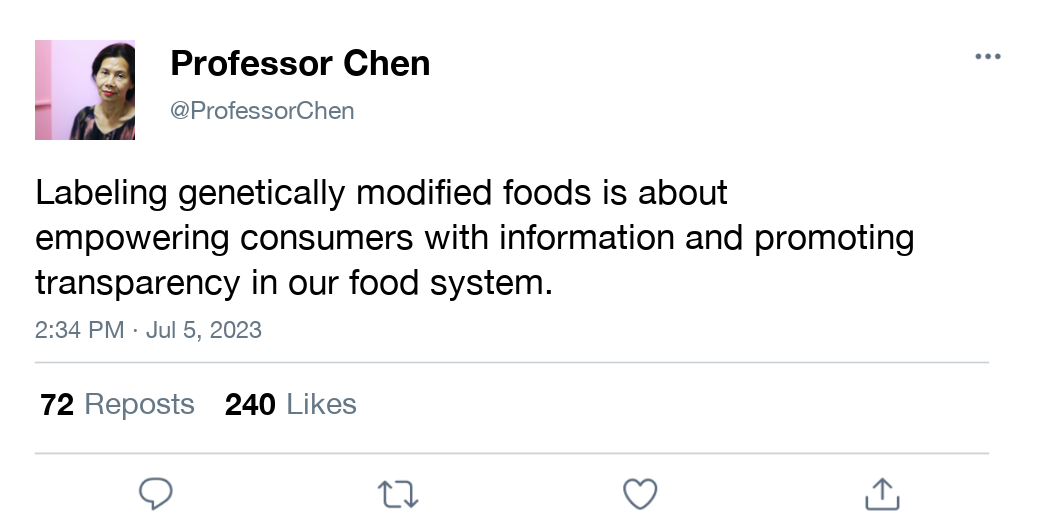 Professor Chen
@ProfessorChen
Labeling genetically modified foods is about
empowering consumers with information and promoting
transparency in our food system.
2:34 PM · Jul 5, 2023
72 Reposts 240 Likes